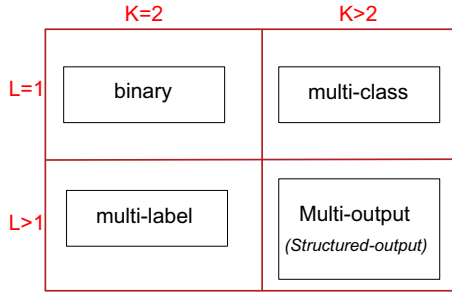 K=2 K>2
L=1 binary multi-class
L>1 multi-label Multi-output
(Structured-output)